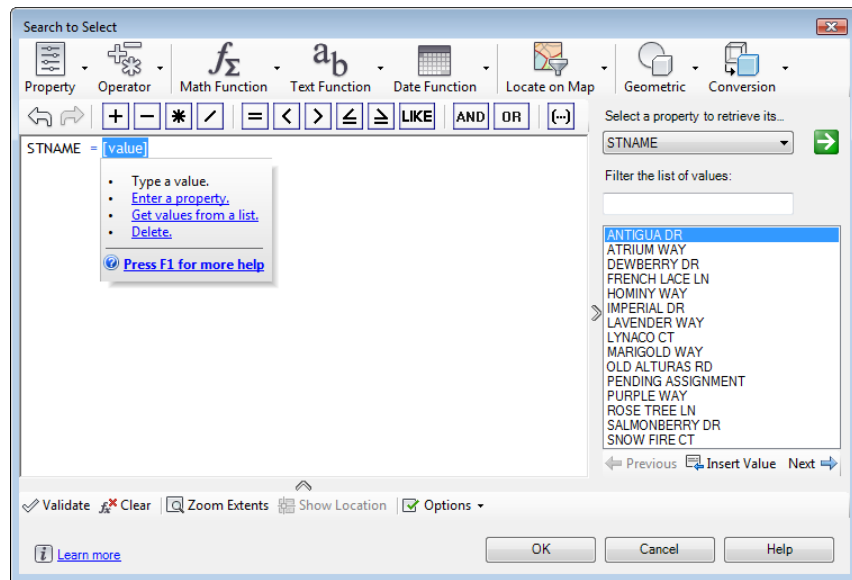 Search to Select
Property Operator Math Function Text Function Date Function Locate on Map Geometric Conversion
+ − * / = < > ≤ ≥ LIKE AND OR (···)
STNAME = [value]
• Type a value.
• Enter a property.
• Get values from a list.
• Delete.
Press F1 for more help
Select a property to retrieve its...
STNAME
Filter the list of values:
ANTIGUA DR
ATRIUM WAY
DEWBERRY DR
FRENCH LACE LN
HOMINY WAY
IMPERIAL DR
LAVENDER WAY
LYNACO CT
MARIGOLD WAY
OLD ALTURAS RD
PENDING ASSIGNMENT
PURPLE WAY
ROSE TREE LN
SALMONBERRY DR
SNOW FIRE CT
Previous Insert Value Next
Validate Clear Zoom Extents Show Location Options
Learn more
OK Cancel Help